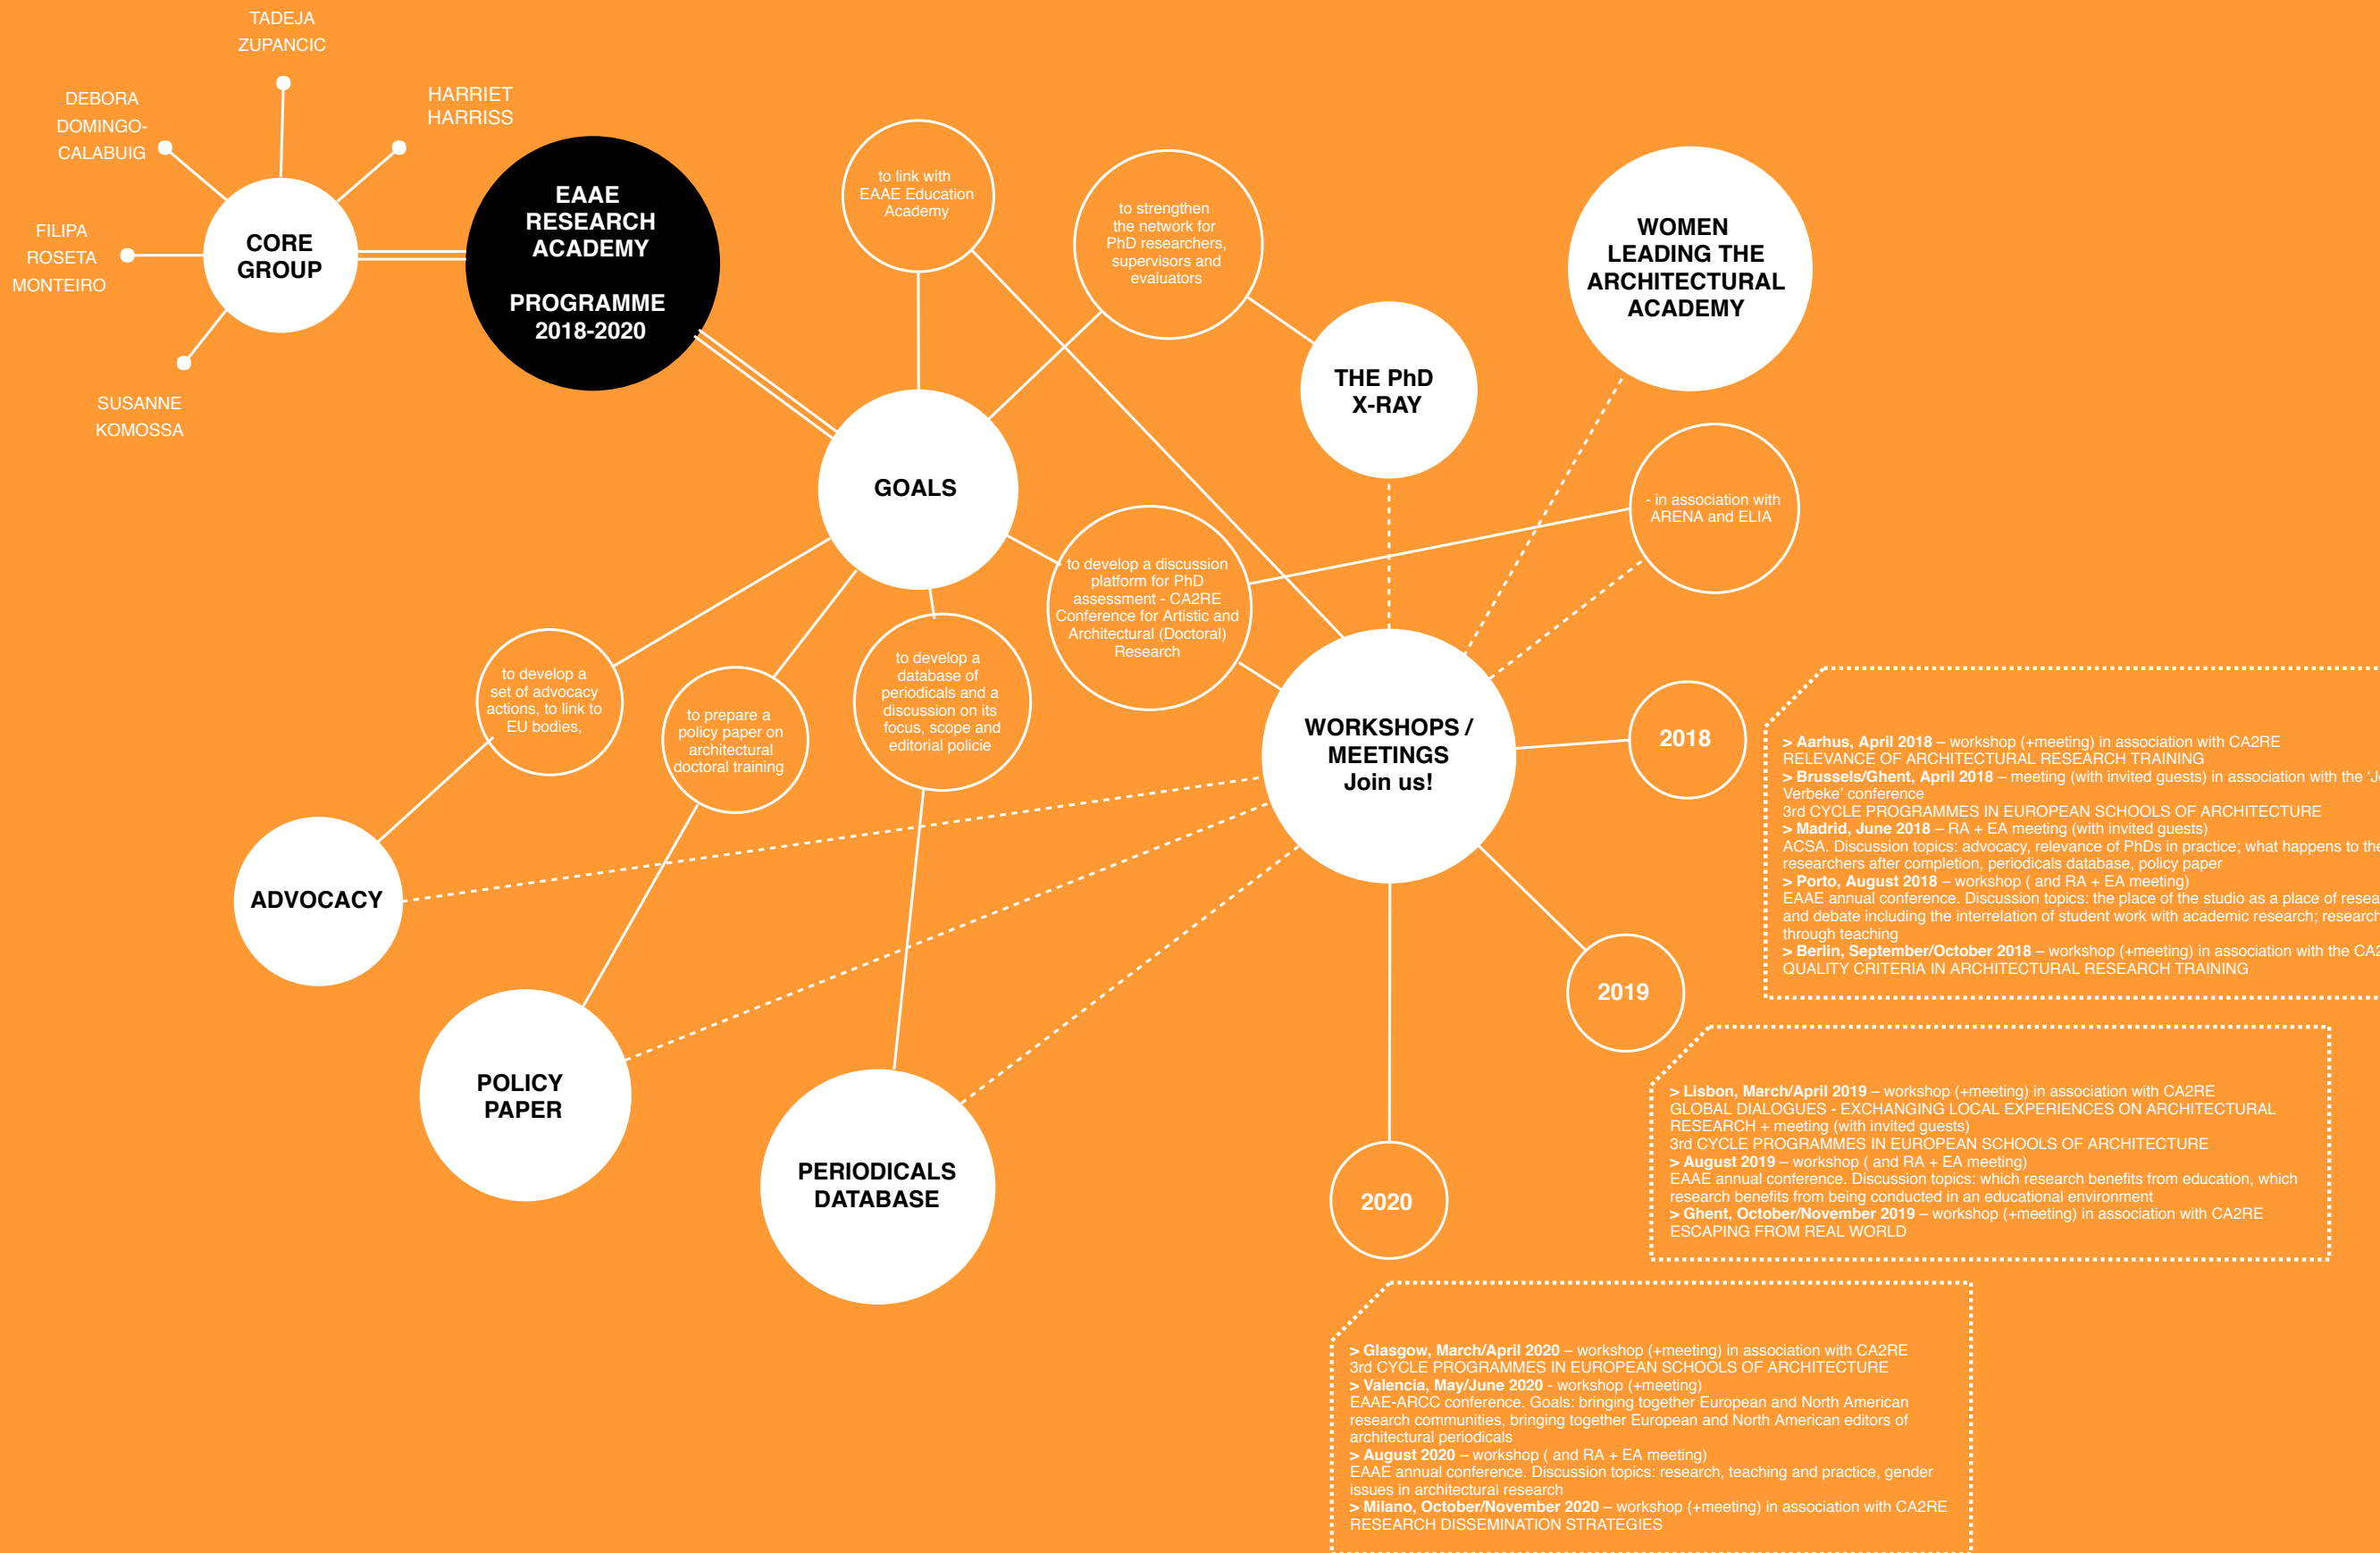 TADEJA
ZUPANCIC
DEBORA
DOMINGO-
CALABUIG
HARRIET
HARRISS
FILIPA
ROSETA
MONTEIRO
SUSANNE
KOMOSSA
CORE
GROUP
EAAE
RESEARCH
ACADEMY
PROGRAMME
2018-2020
to link with
EAAE Education
Academy
to strengthen
the network for
PhD researchers,
supervisors and
evaluators
WOMEN
LEADING THE
ARCHITECTURAL
ACADEMY
THE PhD
X-RAY
GOALS
- in association with
ARENA and ELIA
to develop a discussion
platform for PhD
assessment - CA2RE
Conference for Artistic and
Architectural (Doctoral)
Research
to develop a
set of advocacy
actions, to link to
EU bodies,
to prepare a
policy paper on
architectural
doctoral training
to develop a
database of
periodicals and a
discussion on its
focus, scope and
editorial policie
WORKSHOPS /
MEETINGS
Join us!
ADVOCACY
POLICY
PAPER
PERIODICALS
DATABASE
2018
> Aarhus, April 2018 – workshop (+meeting) in association with CA2RE
RELEVANCE OF ARCHITECTURAL RESEARCH TRAINING
> Brussels/Ghent, April 2018 – meeting (with invited guests) in association with the
Verbeke’ conference
3rd CYCLE PROGRAMMES IN EUROPEAN SCHOOLS OF ARCHITECTURE
> Madrid, June 2018 – RA + EA meeting (with invited guests)
ACSA. Discussion topics: advocacy, relevance of PhDs in practice; what happens to the
researchers after completion, periodicals database, policy paper
> Porto, August 2018 – workshop ( and RA + EA meeting)
EAAE annual conference. Discussion topics: the place of the studio as a place of
and debate including the interrelation of student work with academic research; research
through teaching
> Berlin, September/October 2018 – workshop (+meeting) in association with the
QUALITY CRITERIA IN ARCHITECTURAL RESEARCH TRAINING
2019
> Lisbon, March/April 2019 – workshop (+meeting) in association with CA2RE
GLOBAL DIALOGUES - EXCHANGING LOCAL EXPERIENCES ON ARCHITECTURAL
RESEARCH + meeting (with invited guests)
3rd CYCLE PROGRAMMES IN EUROPEAN SCHOOLS OF ARCHITECTURE
> August 2019 – workshop ( and RA + EA meeting)
EAAE annual conference. Discussion topics: which research benefits from education, which
research benefits from being conducted in an educational environment
> Ghent, October/November 2019 – workshop (+meeting) in association with CA2RE
ESCAPING FROM REAL WORLD
2020
> Glasgow, March/April 2020 – workshop (+meeting) in association with CA2RE
3rd CYCLE PROGRAMMES IN EUROPEAN SCHOOLS OF ARCHITECTURE
> Valencia, May/June 2020 - workshop (+meeting)
EAAE-ARCC conference. Goals: bringing together European and North American
research communities, bringing together European and North American editors of
architectural periodicals
> August 2020 – workshop ( and RA + EA meeting)
EAAE annual conference. Discussion topics: research, teaching and practice, gender
issues in architectural research
> Milano, October/November 2020 – workshop (+meeting) in association with CA2RE
RESEARCH DISSEMINATION STRATEGIES